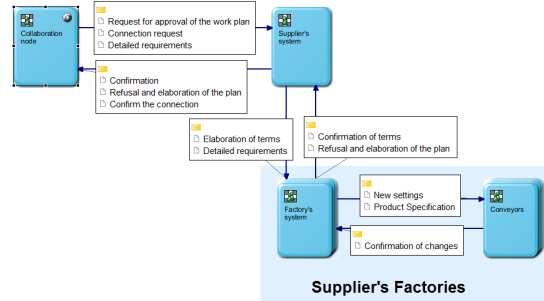 Collaboration
node
Request for approval of the work plan
Connection request
Detailed requirements
Supplier's
system
Confirmation
Refusal and elaboration of the plan
Confirm the connection
Elaboration of terms
Detailed requirements
Confirmation of terms
Refusal and elaboration of the plan
Factory's
system
New settings
Product Specification
Conveyors
Confirmation of changes
Supplier's Factories